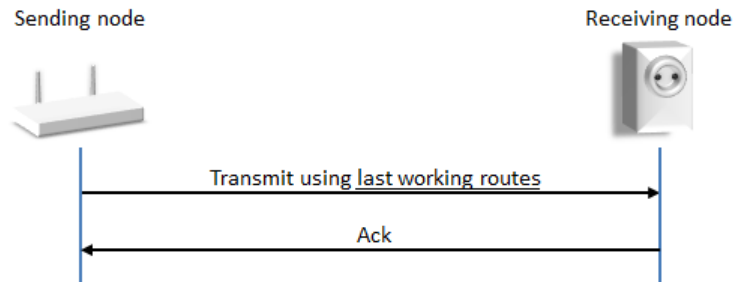 Sending node
Receiving node
Transmit using last working routes
Ack